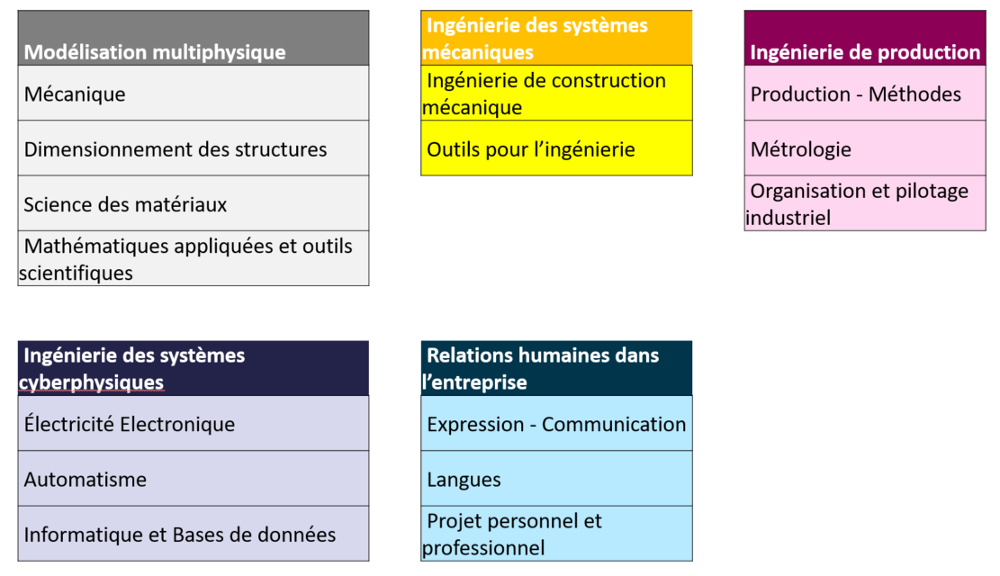 Modélisation multiphysique
Mécanique
Dimensionnement des structures
Science des matériaux
Mathématiques appliquées et outils
scientifiques
Ingénierie des systèmes
mécaniques
Ingénierie de construction
mécanique
Outils pour l’ingénierie
Ingénierie de production
Production - Méthodes
Métrologie
Organisation et pilotage
industriel
Ingénierie des systèmes
cyberphysiques
Électricité Electronique
Automatisme
Informatique et Bases de données
Relations humaines dans
l’entreprise
Expression - Communication
Langues
Projet personnel et
professionnel